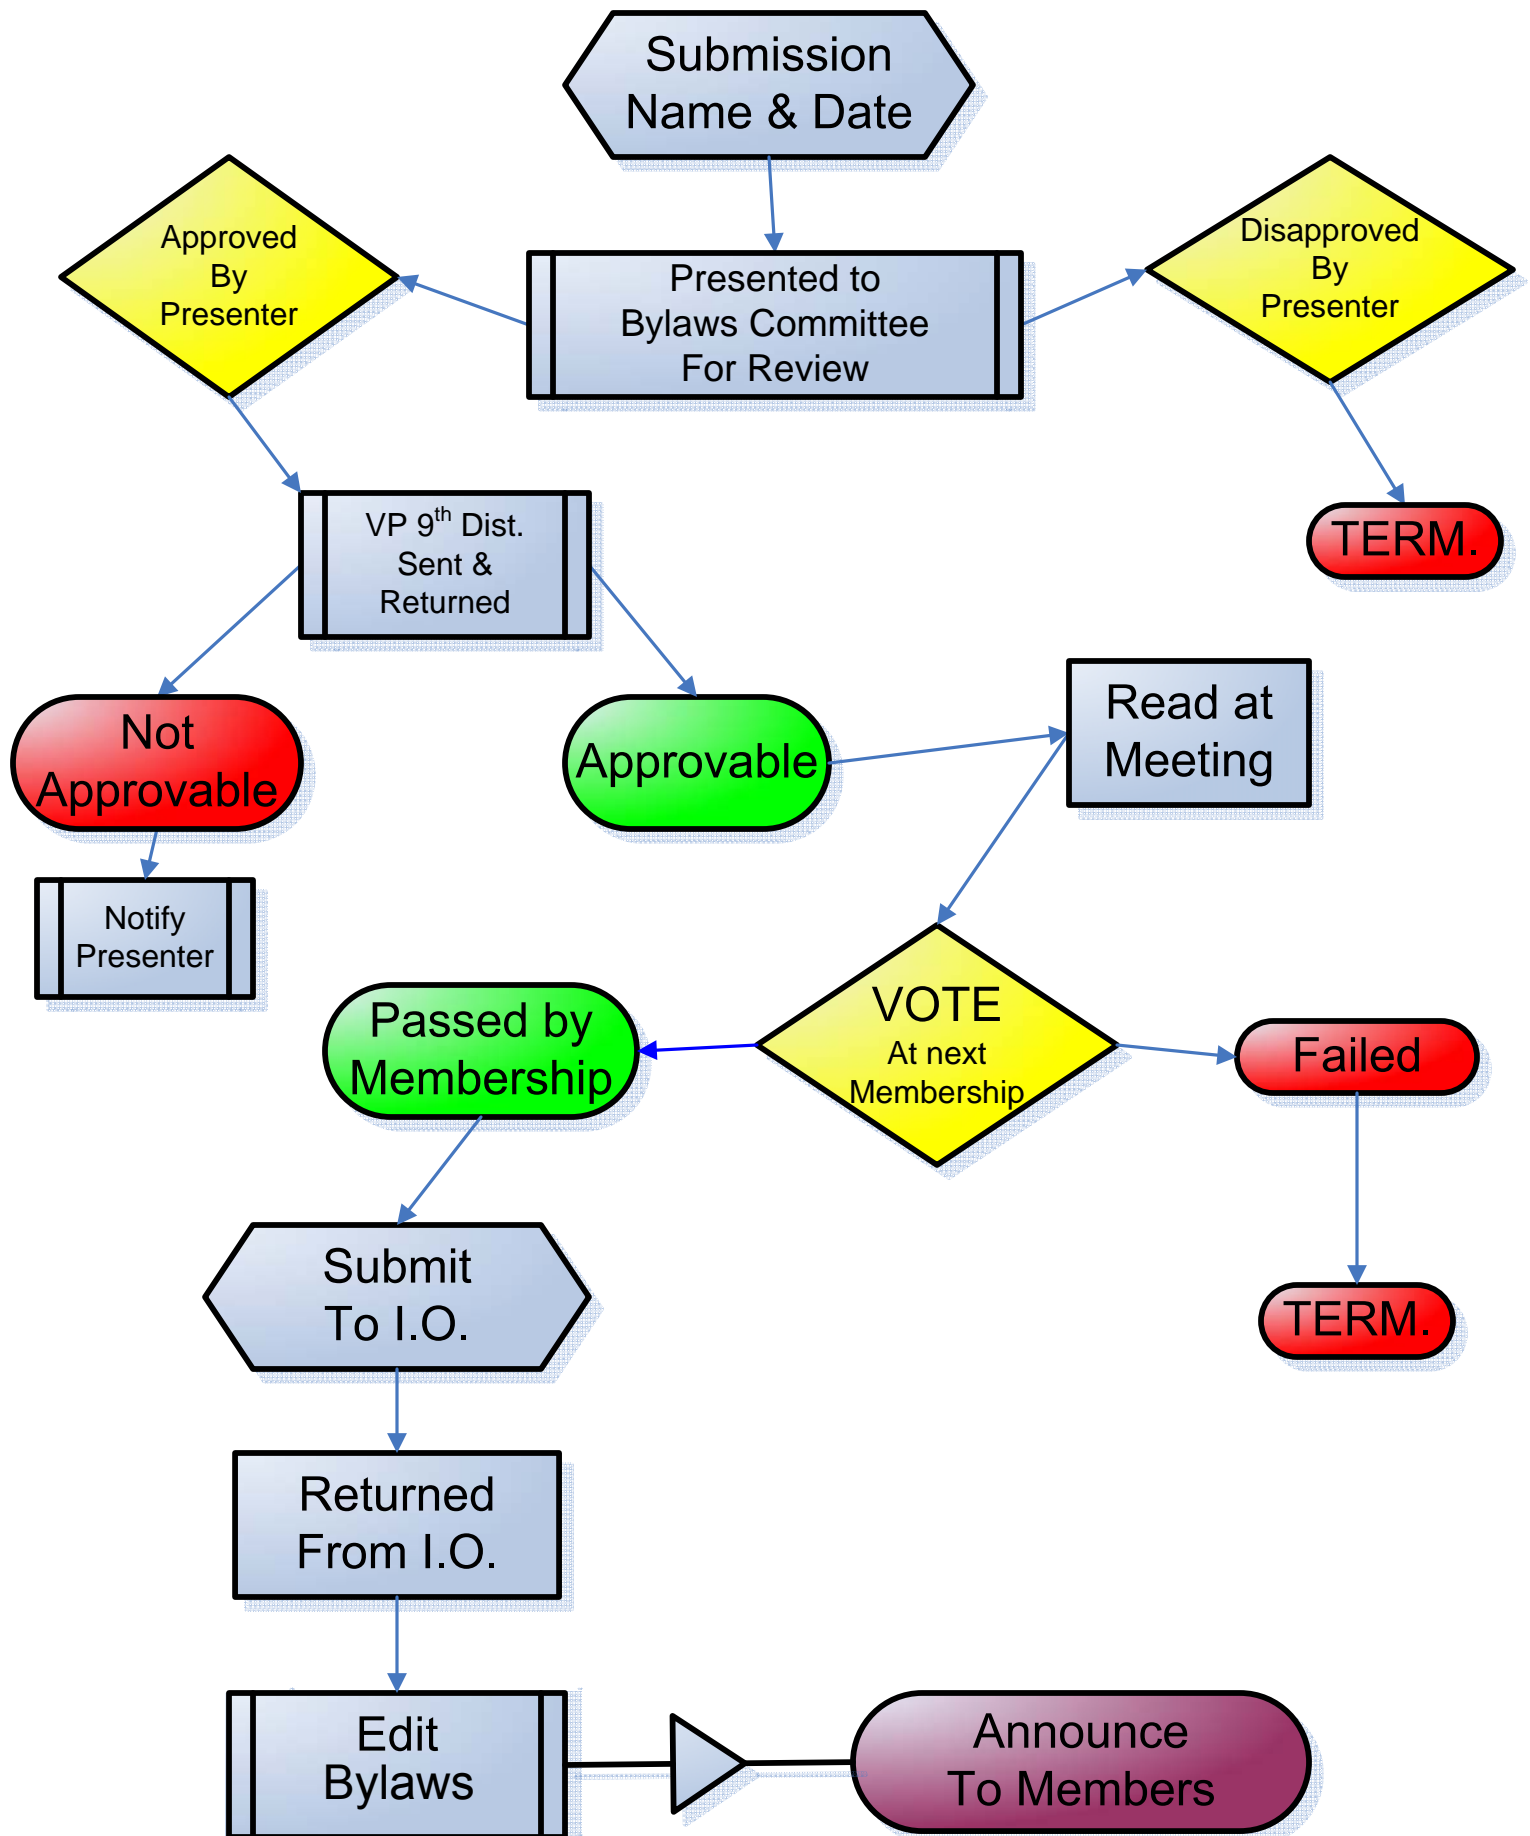 Submission
Name & Date
Approved
By
Presenter
Presented to
Bylaws Committee
For Review
Disapproved
By
Presenter
VP 9th Dist.
Sent &
Returned
TERM.
Not
Approvable
Approvable
Read at
Meeting
Notify
Presenter
Passed by
Membership
VOTE
At next
Membership
Failed
Submit
To I.O.
TERM.
Returned
From I.O.
Edit
Bylaws
Announce
To Members